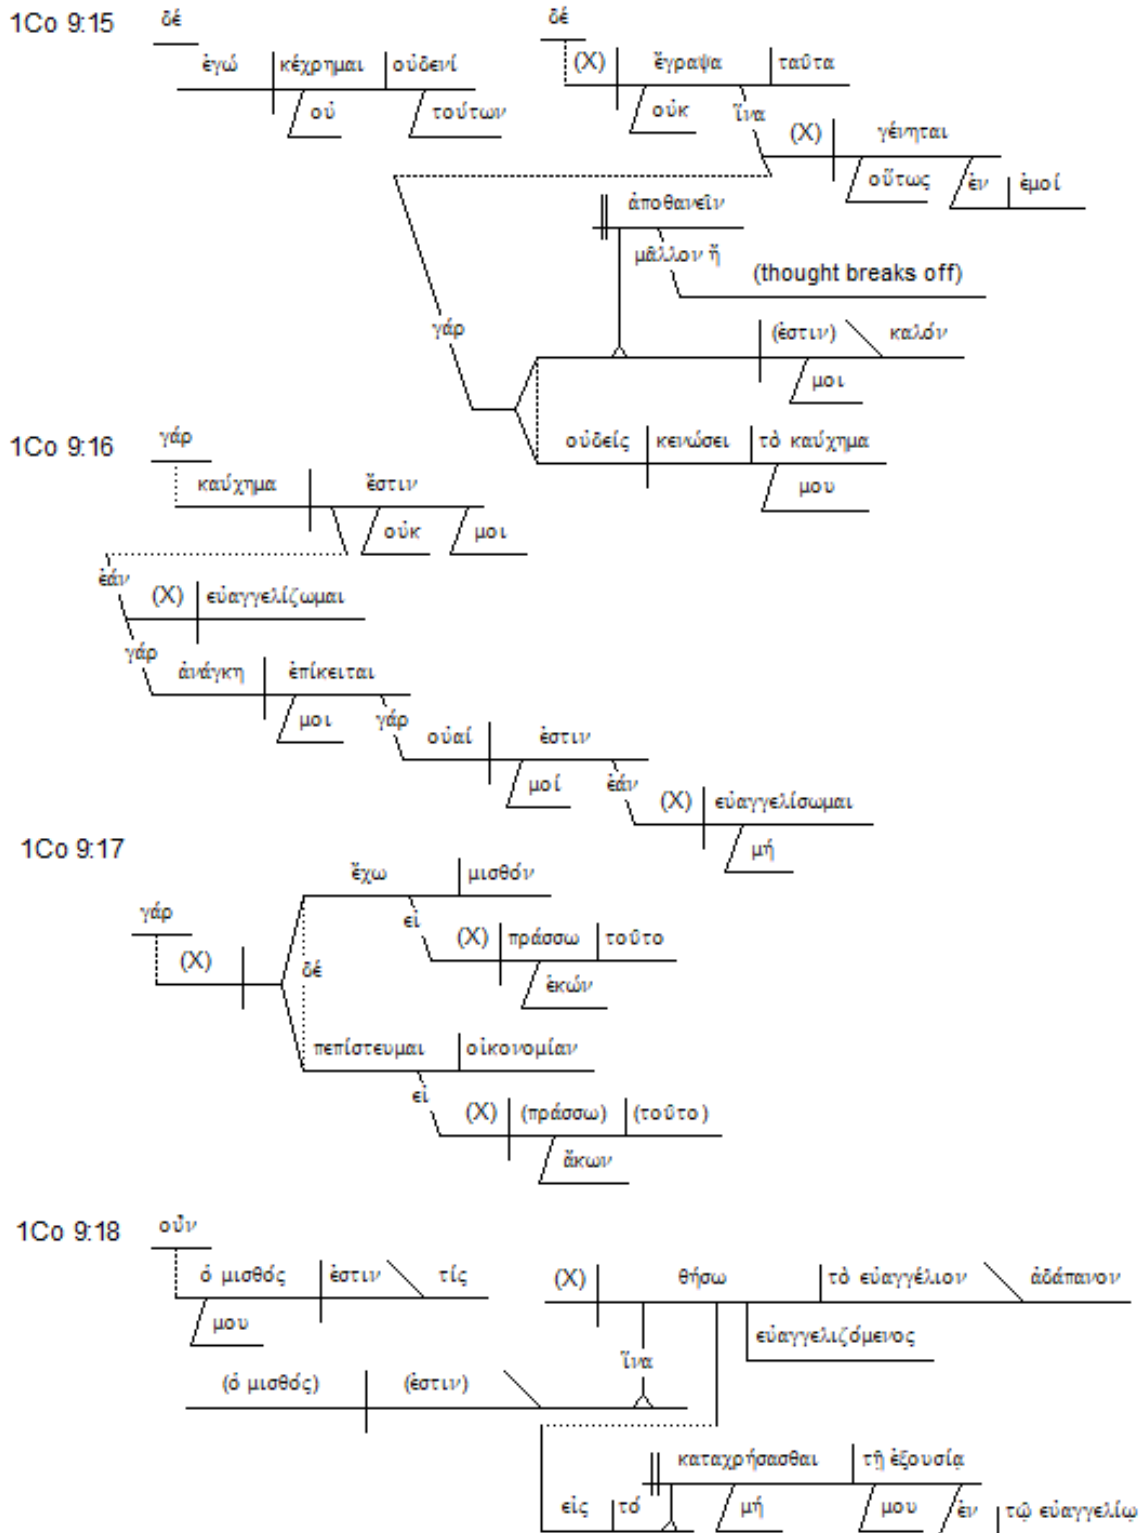 1Co 9:15 δέ δέ
ἐγώ κέχρημαι οὐδενί (X) ἔγραψα ταῦτα
οὐ τούτων οὐκ ἵνα
(X) γένηται
οὕτως ἐν ἐμοί
ἀποθανεῖν
μᾶλλον ἤ
(thought breaks off)
γάρ (ἐστιν) καλόν
μοι
οὐδείς κενώσει τὸ καύχημα
μου
1Co 9:16 γάρ
καύχημα ἔστιν
οὐκ μοι
ἐάν
(X) εὐαγγελίζωμαι
γάρ
ἀνάγκη ἐπίκειται
μοι γάρ
οὐαί ἐστιν
μοί ἐάν
(X) εὐαγγελίσωμαι
μή
1Co 9:17
ἔχω μισθόν
γάρ εἰ
(X) πράσσω τοῦτο
(X) δέ
ἑκών
πεπίστευμαι οἰκονομίαν
εἰ
(X) (πράσσω) (τοῦτο)
ἄκων
1Co 9:18 οὖν
ὁ μισθός ἐστιν τίς (X) θήσω τὸ εὐαγγέλιον ἀδάπανον
μου εὐαγγελιζόμενος
ἵνα
(ὁ μισθός) (ἐστιν)
καταχρήσασθαι τῇ ἐξουσίᾳ
εἰς τό μή μου ἐν τῷ εὐαγγελίῳ